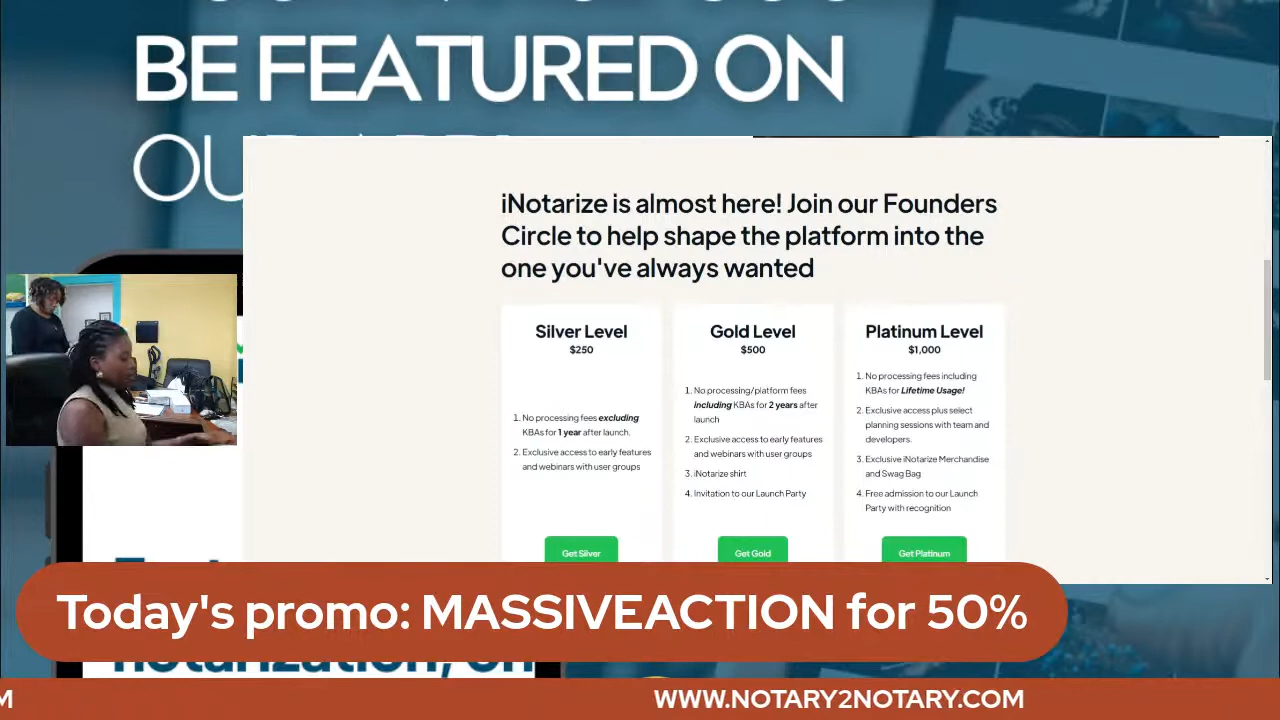 BE FEATURED ON
OU
iNotarize is almost here! Join our Founders
Circle to help shape the platform into the
one you've always wanted
Silver Level
$250
1. No processing fees excluding
KBAs for 1 year after launch.
2. Exclusive access to early features
and webinars with user groups
Get Silver
Gold Level
$500
1. No processing/platform fees
including KBAs for 2 years after
launch
2. Exclusive access to early features
and webinars with user groups
3. iNotarize shirt
4. Invitation to our Launch Party
Get Gold
Platinum Level
$1,000
1. No processing fees including
KBAs for Lifetime Usage!
2. Exclusive access plus select
planning sessions with team and
developers.
3. Exclusive iNotarize Merchandise
and Swag Bag
4. Free admission to our Launch
Party with recognition
Get Platinum
Today's promo: MASSIVEACTION for 50%
notarization, on
M WWW.NOTARY2NOTARY.COM